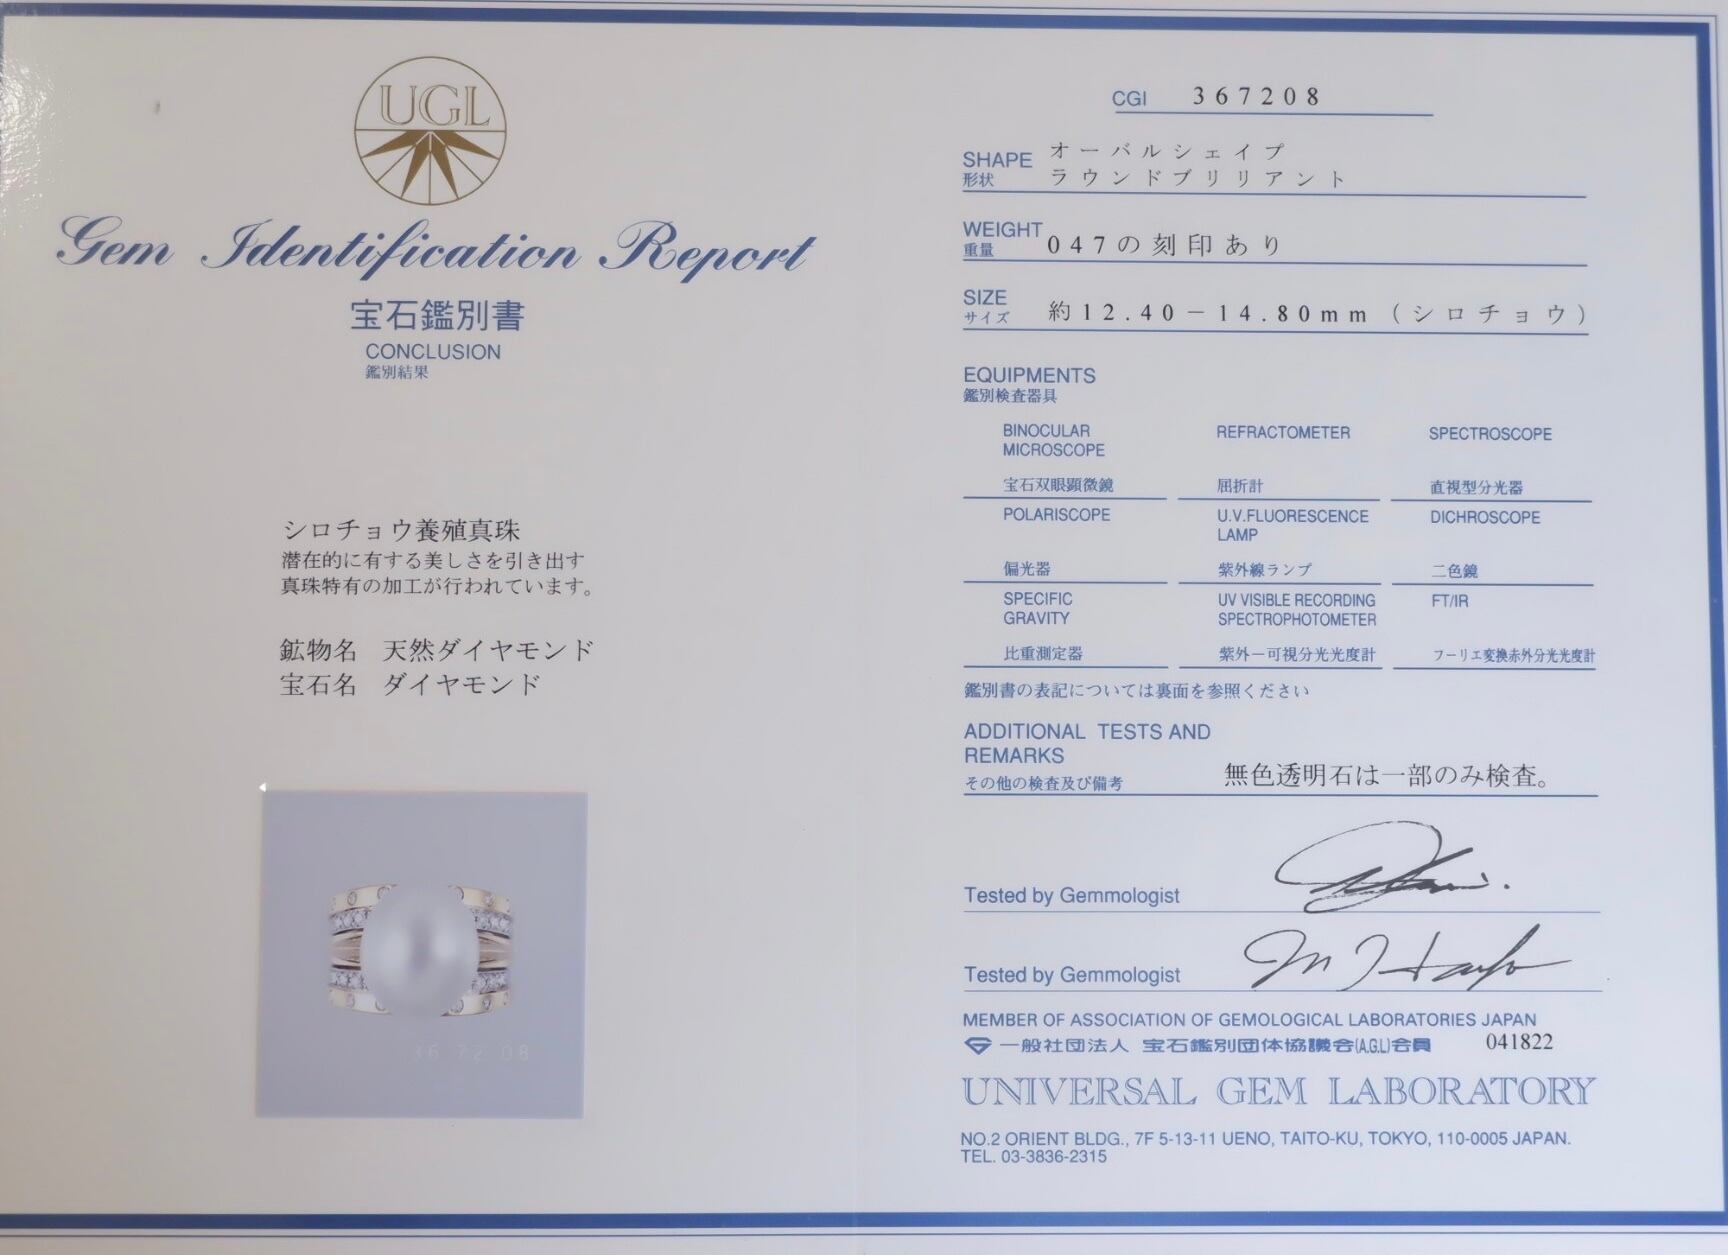 UGL
Gem Identification Report
宝石鑑別書
CONCLUSION
鑑別結果
シロチョウ養殖真珠
潜在的に有する美しさを引き出す
真珠特有の加工が行われています。
鉱物名 天然ダイヤモンド
宝石名 ダイヤモンド
36 72 08
CGI 367208
SHAPE オーバルシェイプ
形状 ラウンドブリリアント
WEIGHT
重量 047の刻印あり
SIZE
サイズ 約12.40－14.80mm（シロチョウ）
EQUIPMENTS
鑑別検査器具
BINOCULAR REFRACTOMETER SPECTROSCOPE
MICROSCOPE
宝石双眼顕微鏡 屈折計 直視型分光器
POLARISCOPE U.V.FLUORESCENCE DICHROSCOPE
LAMP
偏光器 紫外線ランプ 二色鏡
SPECIFIC UV VISIBLE RECORDING FT/IR
GRAVITY SPECTROPHOTOMETER
比重測定器 紫外－可視分光光度計 フーリエ変換赤外分光光度計
鑑別書の表記については裏面を参照ください
ADDITIONAL TESTS AND
REMARKS
その他の検査及び備考 無色透明石は一部のみ検査。
Tested by Gemmologist
Tested by Gemmologist
MEMBER OF ASSOCIATION OF GEMOLOGICAL LABORATORIES JAPAN
一般社団法人 宝石鑑別団体協議会(A.G.L)会員 041822
UNIVERSAL GEM LABORATORY
NO.2 ORIENT BLDG., 7F 5-13-11 UENO, TAITO-KU, TOKYO, 110-0005 JAPAN.
TEL. 03-3836-2315